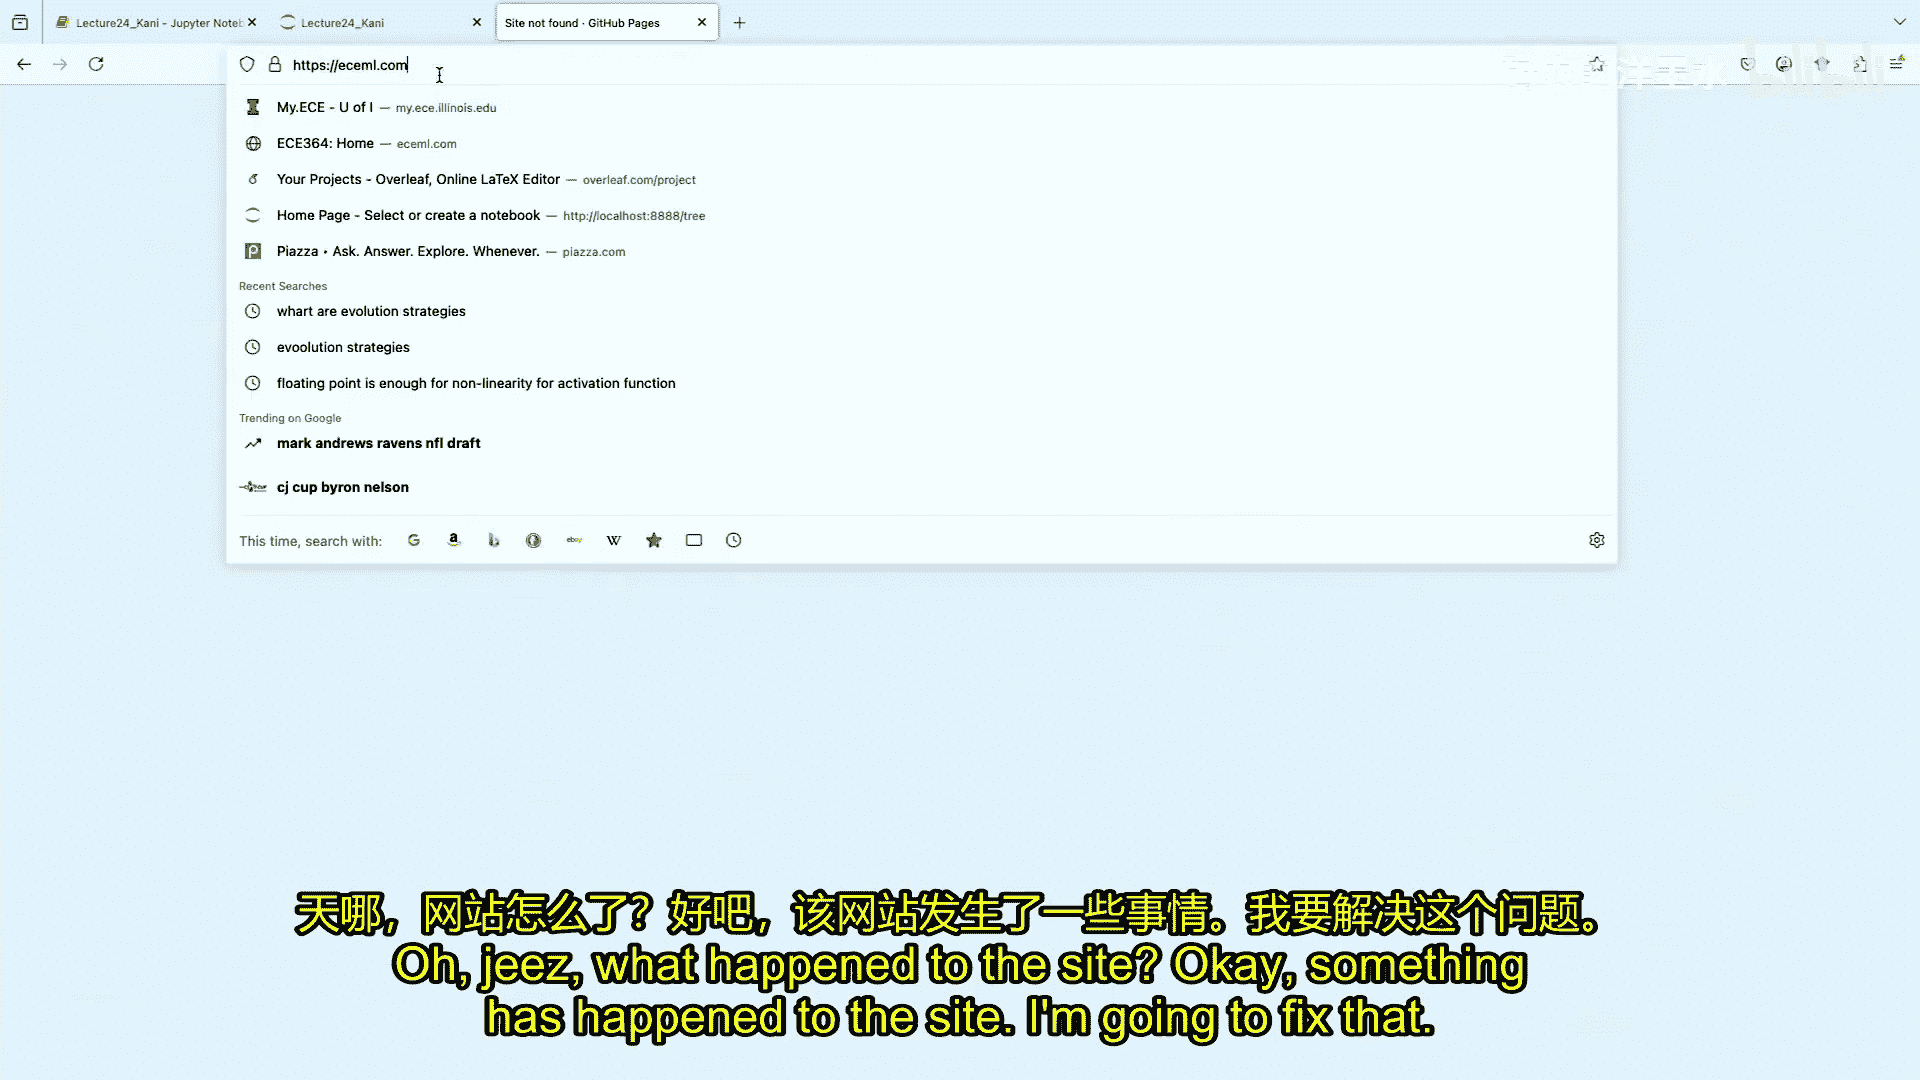 Lecture24_Kani - Jupyter Noteb
Lecture24_Kani
Site not found · GitHub Pages
https://eceml.com
My.ECE - U of I — my.ece.illinois.edu
ECE364: Home — eceml.com
Your Projects - Overleaf, Online LaTeX Editor — overleaf.com/project
Home Page - Select or create a notebook — http://localhost:8888/tree
Piazza • Ask. Answer. Explore. Whenever. — piazza.com
Recent Searches
whart are evolution strategies
evoolution strategies
floating point is enough for non-linearity for activation function
Trending on Google
mark andrews ravens nfl draft
cj cup byron nelson
This time, search with:
天哪，网站怎么了？好吧，该网站发生了一些事情。我要解决这个问题。
Oh, jeez, what happened to the site? Okay, something
has happened to the site. I'm going to fix that.